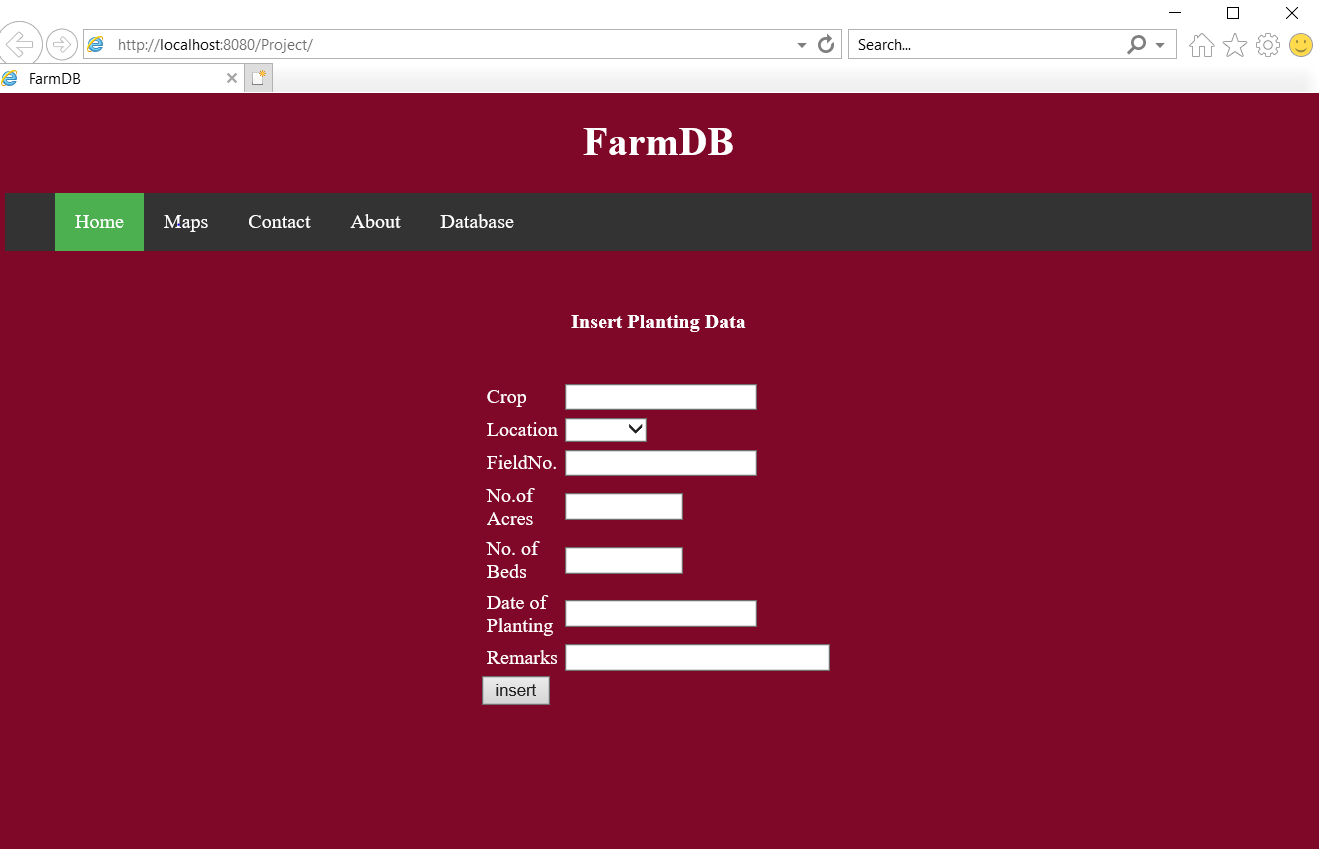 http://localhost:8080/Project/
Search...
FarmDB
FarmDB
Home Maps Contact About Database
Insert Planting Data
Crop
Location
FieldNo.
No.of
Acres
No. of
Beds
Date of
Planting
Remarks
insert